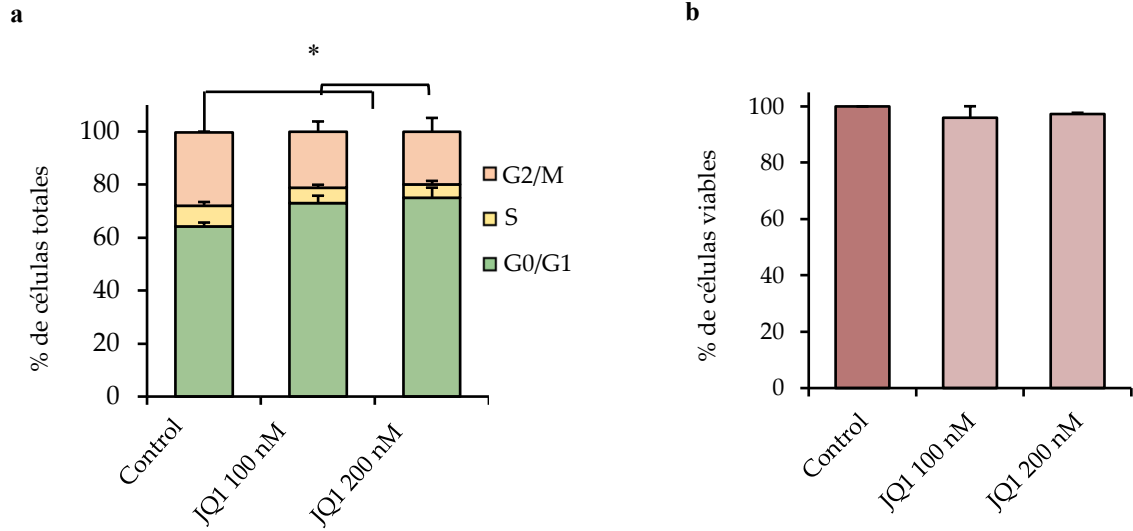 a
*
% de células totales
100
80
60
40
20
0
Control
JQ1 100 nM
JQ1 200 nM
G2/M
S
G0/G1
b
% de células viables
100
80
60
40
20
0
Control
JQ1 100 nM
JQ1 200 nM